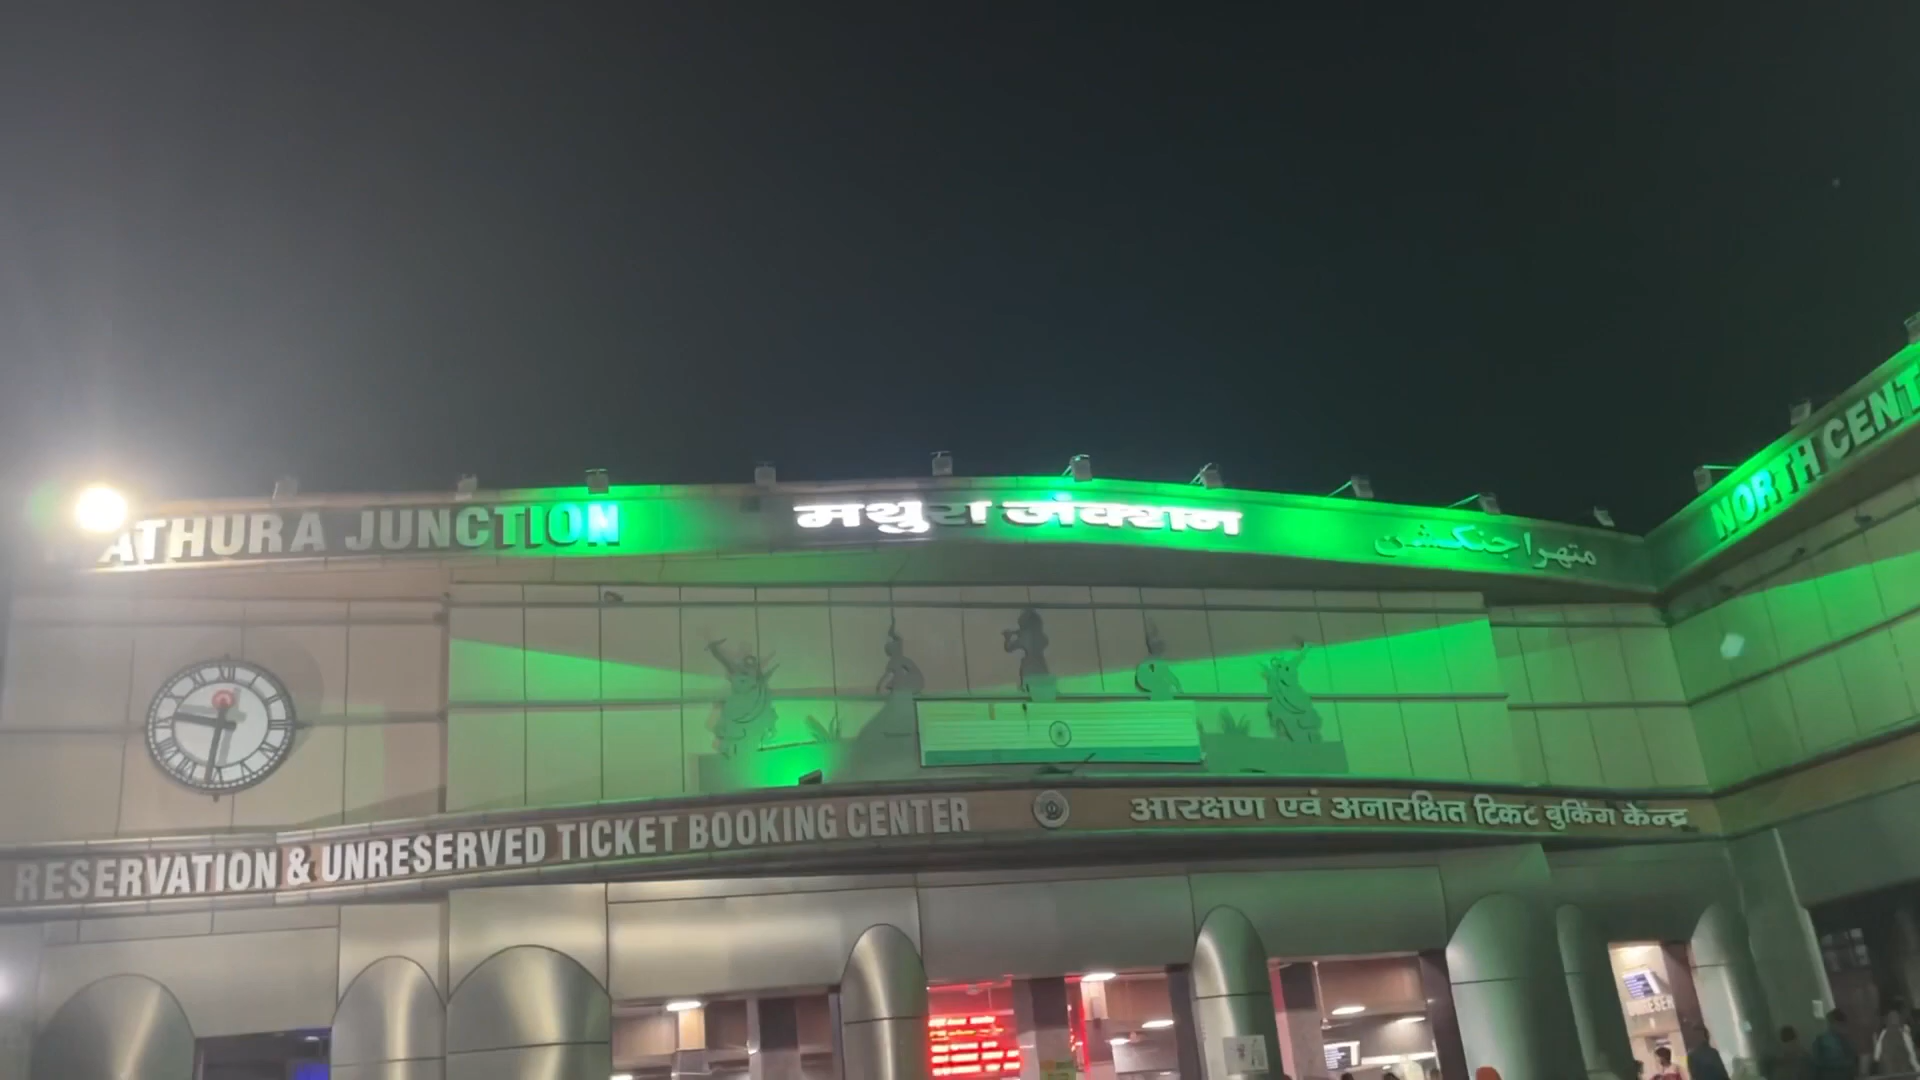 MATHURA JUNCTION
मथुरा जंक्शन
متھرا جنکشن
NORTH CENT
RESERVATION & UNRESERVED TICKET BOOKING CENTER
आरक्षण एवं अनारक्षित टिकट बुकिंग केन्द्र
UNRESER